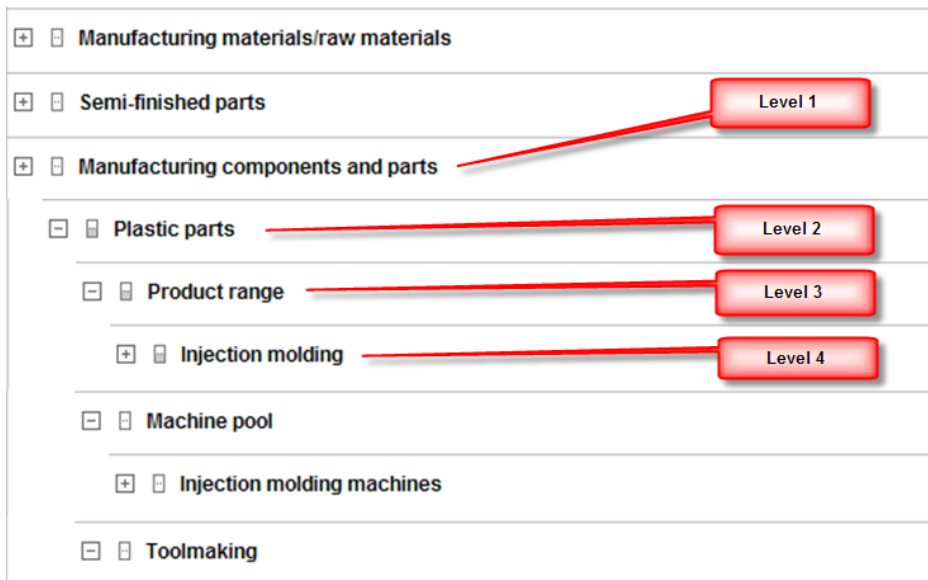 Manufacturing materials/raw materials
Semi-finished parts
Level 1
Manufacturing components and parts
Plastic parts
Level 2
Product range
Level 3
Injection molding
Level 4
Machine pool
Injection molding machines
Toolmaking